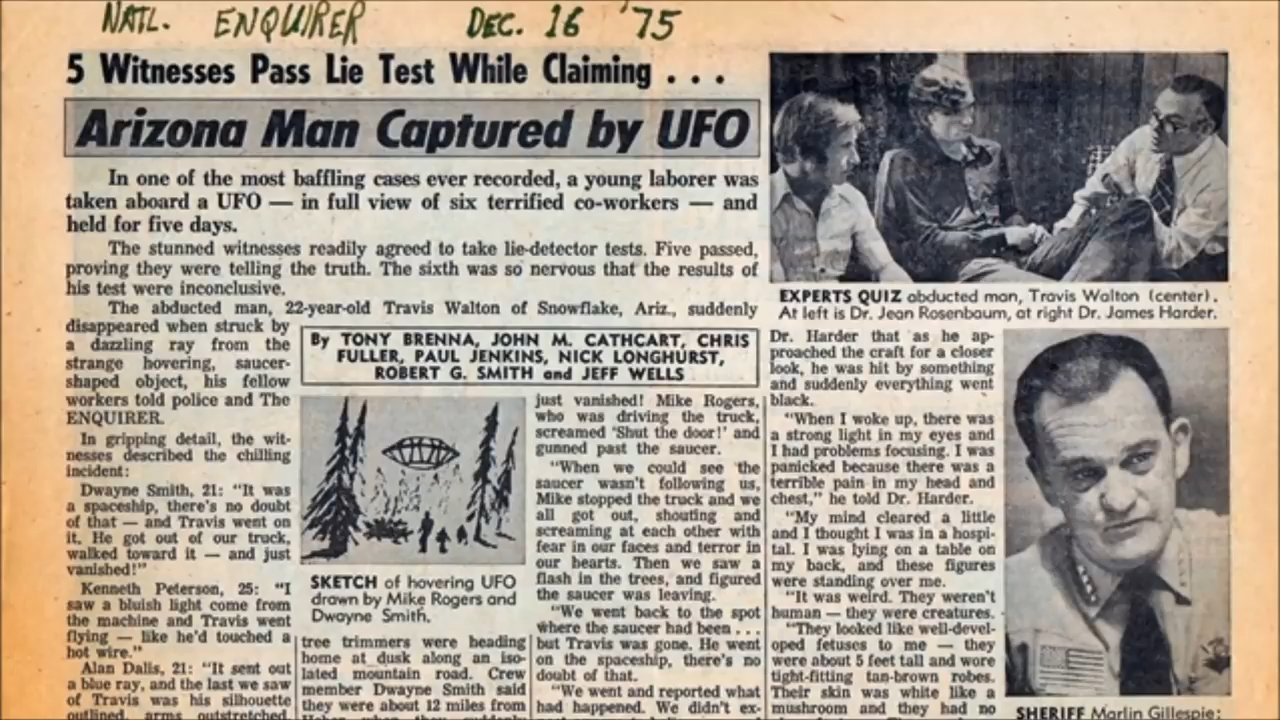 NATL. ENQUIRER DEC. 16 '75
5 Witnesses Pass Lie Test While Claiming . . .
Arizona Man Captured by UFO
In one of the most baffling cases ever recorded, a young laborer was
taken aboard a UFO — in full view of six terrified co-workers — and
held for five days.
The stunned witnesses readily agreed to take lie-detector tests. Five passed,
proving they were telling the truth. The sixth was so nervous that the results of
his test were inconclusive.
The abducted man, 22-year-old Travis Walton of Snowflake, Ariz., suddenly
disappeared when struck by
a dazzling ray from the
strange hovering, saucer-
shaped object, his fellow
workers told police and The
ENQUIRER.
In gripping detail, the wit-
nesses described the chilling
incident:
Dwayne Smith, 21: "It was
a spaceship, there's no doubt
of that — and Travis went on
it. He got out of our truck,
walked toward it — and just
vanished!"
Kenneth Peterson, 25: "I
saw a bluish light come from
the machine and Travis went
flying — like he'd touched a
hot wire."
Alan Dalis, 21: "It sent out
a blue ray, and the last we saw
of Travis was his silhouette
outlined, arms outstretched,
By TONY BRENNA, JOHN M. CATHCART, CHRIS
FULLER, PAUL JENKINS, NICK LONGHURST,
ROBERT G. SMITH and JEFF WELLS
SKETCH of hovering UFO
drawn by Mike Rogers and
Dwayne Smith.
tree trimmers were heading
home at dusk along an iso-
lated mountain road. Crew
member Dwayne Smith said
they were about 12 miles from
Heber when they suddenly
just vanished! Mike Rogers,
who was driving the truck,
screamed 'Shut the door!' and
gunned past the saucer.
"When we could see the
saucer wasn't following us,
Mike stopped the truck and we
all got out, shouting and
screaming at each other with
fear in our faces and terror in
our hearts. Then we saw a
flash in the trees, and figured
the saucer was leaving.
"We went back to the spot
where the saucer had been . . .
but Travis was gone. He went
on the spaceship, there's no
doubt of that.
"We went and reported what
had happened. We didn't ex-
EXPERTS QUIZ abducted man, Travis Walton (center).
At left is Dr. Jean Rosenbaum, at right Dr. James Harder.
Dr. Harder that as he ap-
proached the craft for a closer
look, he was hit by something
and suddenly everything went
black.
"When I woke up, there was
a strong light in my eyes and
I had problems focusing. I was
panicked because there was a
terrible pain in my head and
chest," he told Dr. Harder.
"My mind cleared a little
and I thought I was in a hospi-
tal. I was lying on a table on
my back, and these figures
were standing over me.
"It was weird. They weren't
human — they were creatures.
"They looked like well-devel-
oped fetuses to me — they
were about 5 feet tall and wore
tight-fitting tan-brown robes.
Their skin was white like a
mushroom and they had no
SHERIFF Marlin Gillespie: